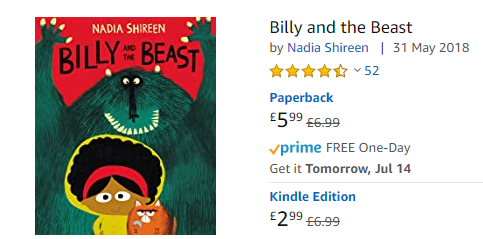 NADIA SHIREEN
BILLY AND THE BEAST
Billy and the Beast
by Nadia Shireen | 31 May 2018
52
Paperback
£5.99 £6.99
prime FREE One-Day
Get it Tomorrow, Jul 14
Kindle Edition
£2.99 £6.99